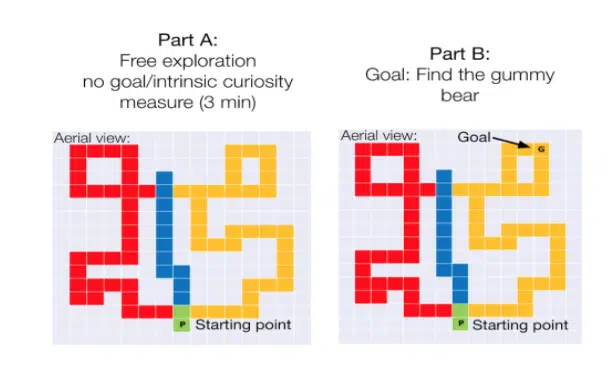 Part A:
Free exploration
no goal/intrinsic curiosity
measure (3 min)
Aerial view:
P
Starting point
Part B:
Goal: Find the gummy
bear
Aerial view:
Goal
G
P
Starting point